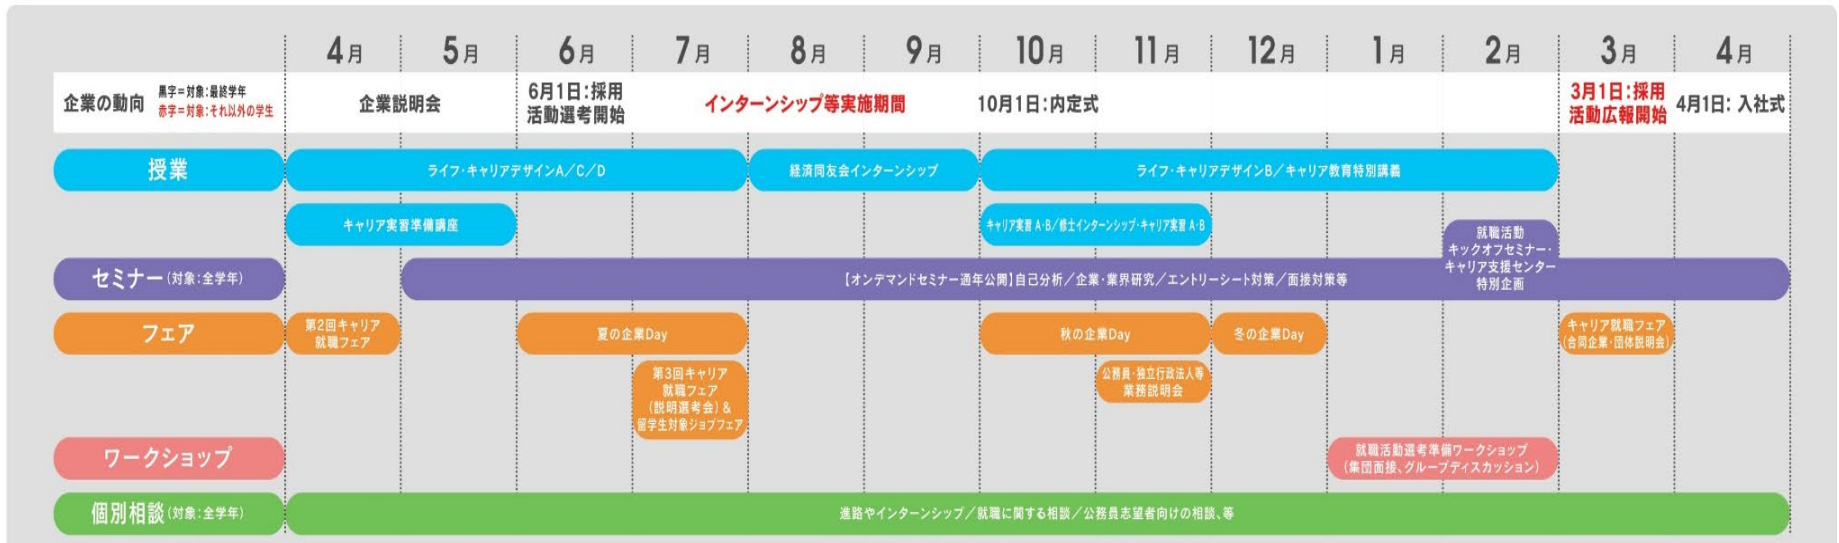 4月 5月 6月 7月 8月 9月 10月 11月 12月 1月 2月 3月 4月
企業の動向
黒字＝対象：最終学年
赤字＝対象：それ以外の学生
企業説明会
6月1日：採用
活動選考開始
インターンシップ等実施期間
10月1日：内定式
3月1日：採用
活動広報開始
4月1日：入社式
授業
ライフ・キャリアデザインA／C／D
経済同友会インターンシップ
ライフ・キャリアデザインB／キャリア教育特別講義
キャリア実習準備講座
キャリア実習 A・B／修士インターンシップ・キャリア実習 A・B
セミナー（対象：全学年）
【オンデマンドセミナー通年公開】自己分析／企業・業界研究／エントリーシート対策／面接対策等
就職活動
キックオフセミナー・
キャリア支援センター
特別企画
フェア
第2回キャリア
就職フェア
夏の企業Day
秋の企業Day
冬の企業Day
キャリア就職フェア
（合同企業・団体説明会）
第3回キャリア
就職フェア
（説明選考会）＆
留学生対象ジョブフェア
公務員・独立行政法人等
業務説明会
ワークショップ
就職活動選考準備ワークショップ
（集団面接、グループディスカッション）
個別相談（対象：全学年）
進路やインターンシップ／就職に関する相談／公務員志望者向けの相談、等